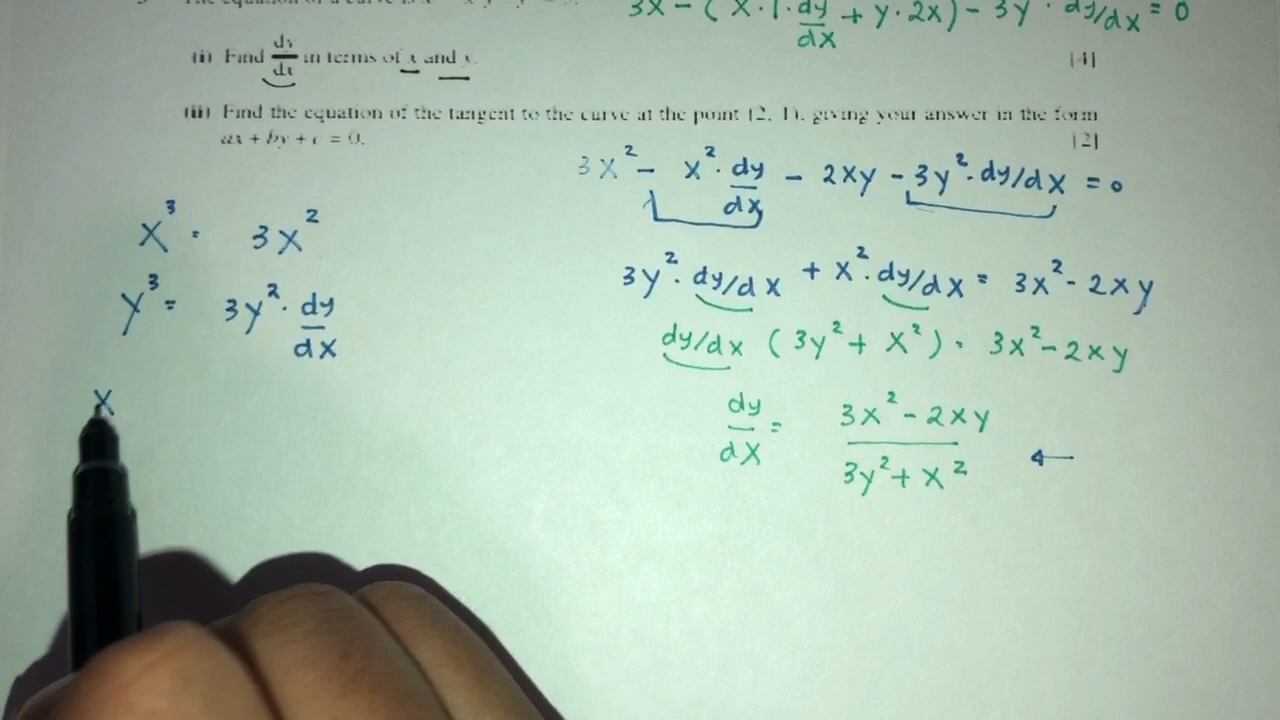 3x - ( x · 1 · dy/dx + y · 2x ) - 3y · dy/dx = 0
(i) Find dy/dx in terms of x and y. [4]
(ii) Find the equation of the tangent to the curve at the point (2, 1), giving your answer in the form
ax + by + c = 0. [2]
3x² - x² · dy/dx - 2xy - 3y² · dy/dx = 0
x³ = 3x²
3y² · dy/dx + x² · dy/dx = 3x² - 2xy
y³ = 3y² · dy/dx
dy/dx ( 3y² + x² ) = 3x² - 2xy
x
dy/dx = 3x² - 2xy / 3y² + x² ←